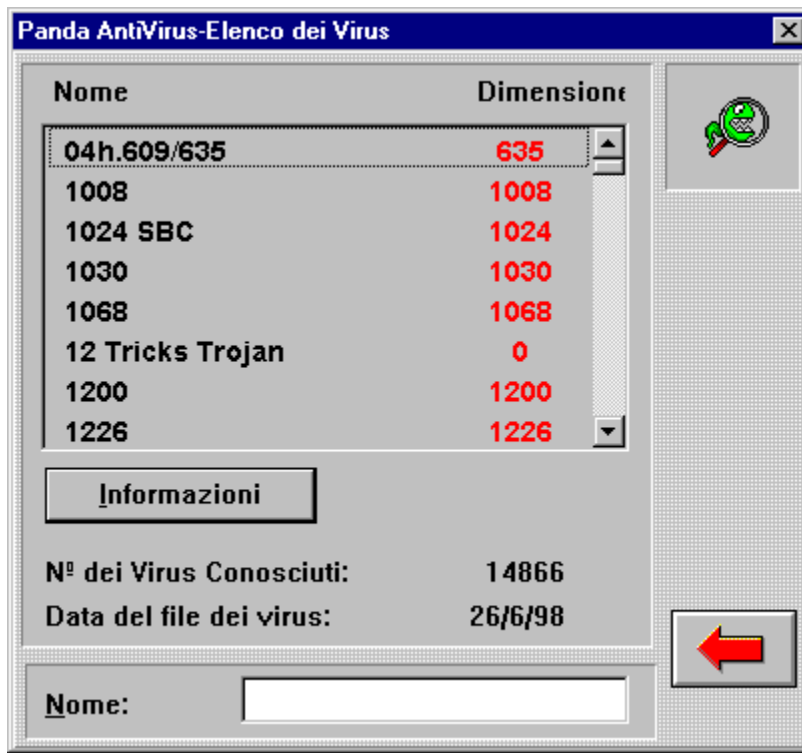 Panda AntiVirus-Elenco dei Virus
Nome Dimensione
04h.609/635 635
1008 1008
1024 SBC 1024
1030 1030
1068 1068
12 Tricks Trojan 0
1200 1200
1226 1226
Informazioni
Nº dei Virus Conosciuti: 14866
Data del file dei virus: 26/6/98
Nome: